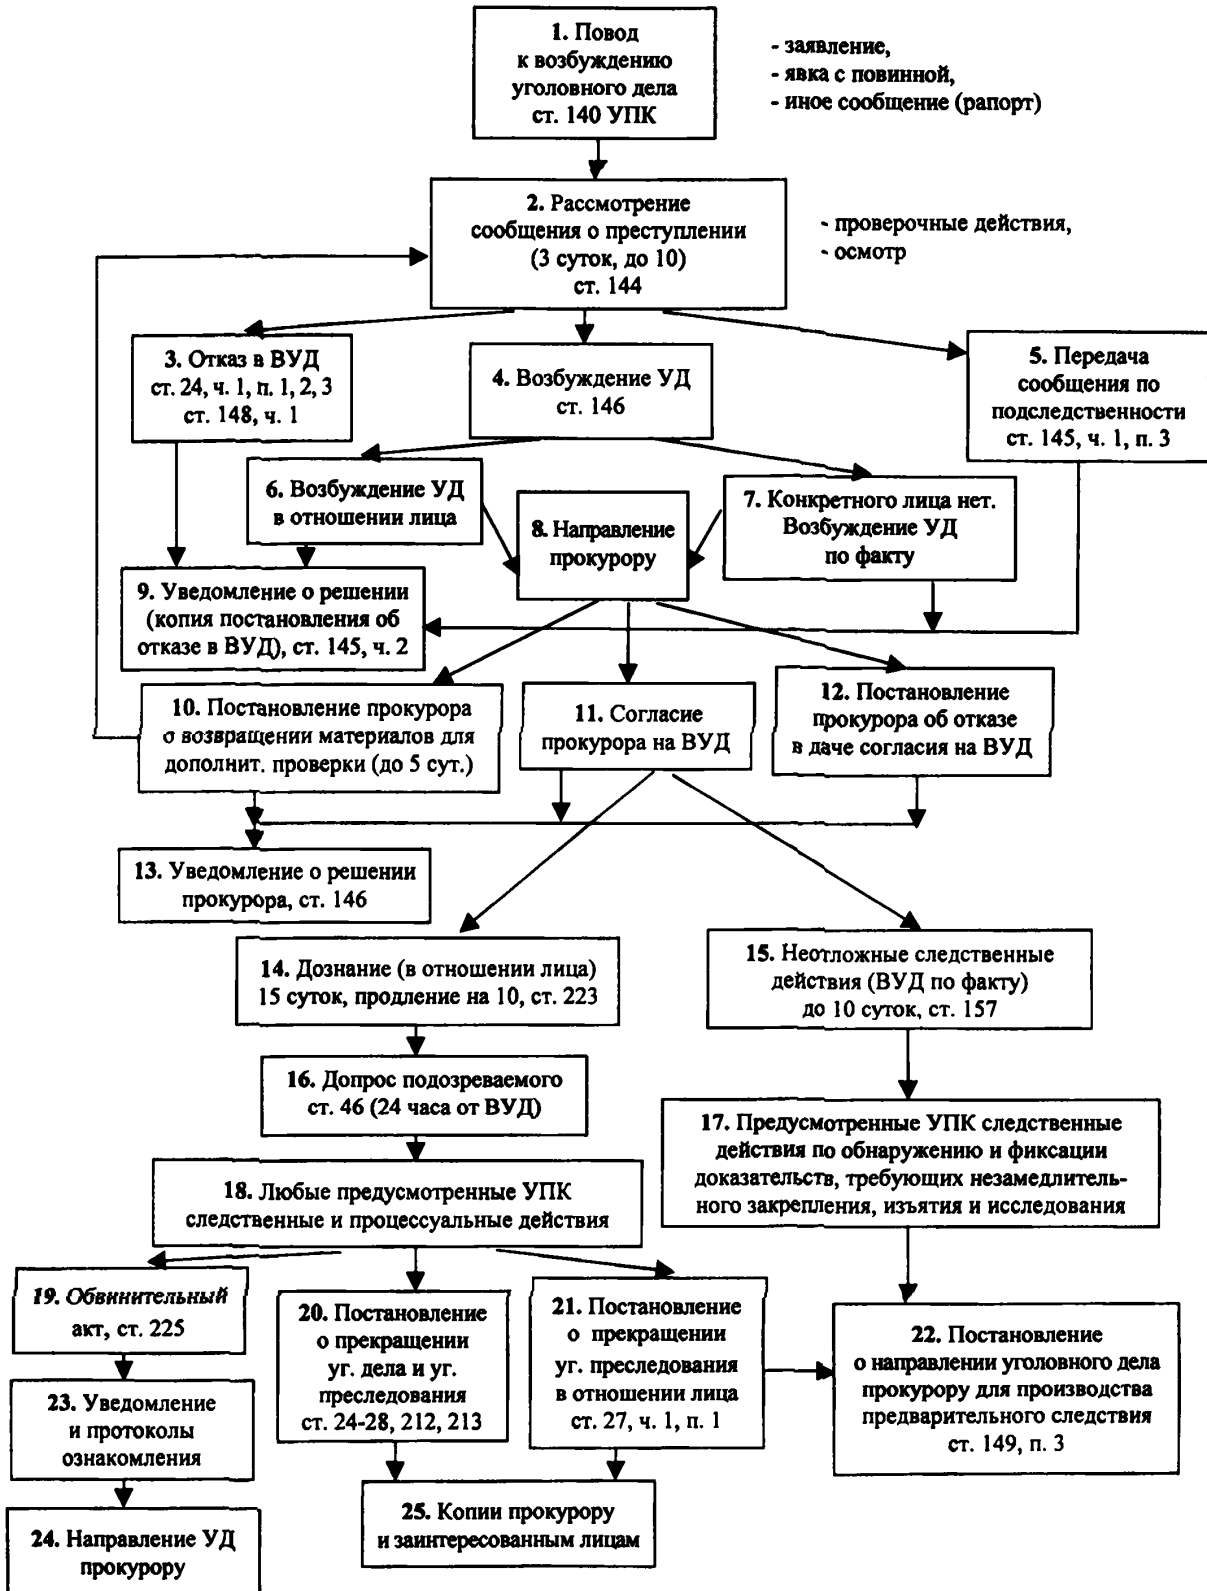 1. Повод
к возбуждению
уголовного дела
ст. 140 УПК
- заявление,
- явка с повинной,
- иное сообщение (рапорт)
2. Рассмотрение
сообщения о преступлении
(3 суток, до 10)
ст. 144
- проверочные действия,
- осмотр
3. Отказ в ВУД
ст. 24, ч. 1, п. 1, 2, 3
ст. 148, ч. 1
4. Возбуждение УД
ст. 146
5. Передача
сообщения по
подследственности
ст. 145, ч. 1, п. 3
6. Возбуждение УД
в отношении лица
7. Конкретного лица нет.
Возбуждение УД
по факту
8. Направление
прокурору
9. Уведомление о решении
(копия постановления об
отказе в ВУД), ст. 145, ч. 2
10. Постановление прокурора
о возвращении материалов для
дополнит. проверки (до 5 сут.)
11. Согласие
прокурора на ВУД
12. Постановление
прокурора об отказе
в даче согласия на ВУД
13. Уведомление о решении
прокурора, ст. 146
14. Дознание (в отношении лица)
15 суток, продление на 10, ст. 223
15. Неотложные следственные
действия (ВУД по факту)
до 10 суток, ст. 157
16. Допрос подозреваемого
ст. 46 (24 часа от ВУД)
17. Предусмотренные УПК следственные
действия по обнаружению и фиксации
доказательств, требующих незамедлитель-
ного закрепления, изъятия и исследования
18. Любые предусмотренные УПК
следственные и процессуальные действия
19. Обвинительный
акт, ст. 225
20. Постановление
о прекращении
уг. дела и уг.
преследования
ст. 24-28, 212, 213
21. Постановление
о прекращении
уг. преследования
в отношении лица
ст. 27, ч. 1, п. 1
22. Постановление
о направлении уголовного дела
прокурору для производства
предварительного следствия
ст. 149, п. 3
23. Уведомление
и протоколы
ознакомления
24. Направление УД
прокурору
25. Копии прокурору
и заинтересованным лицам